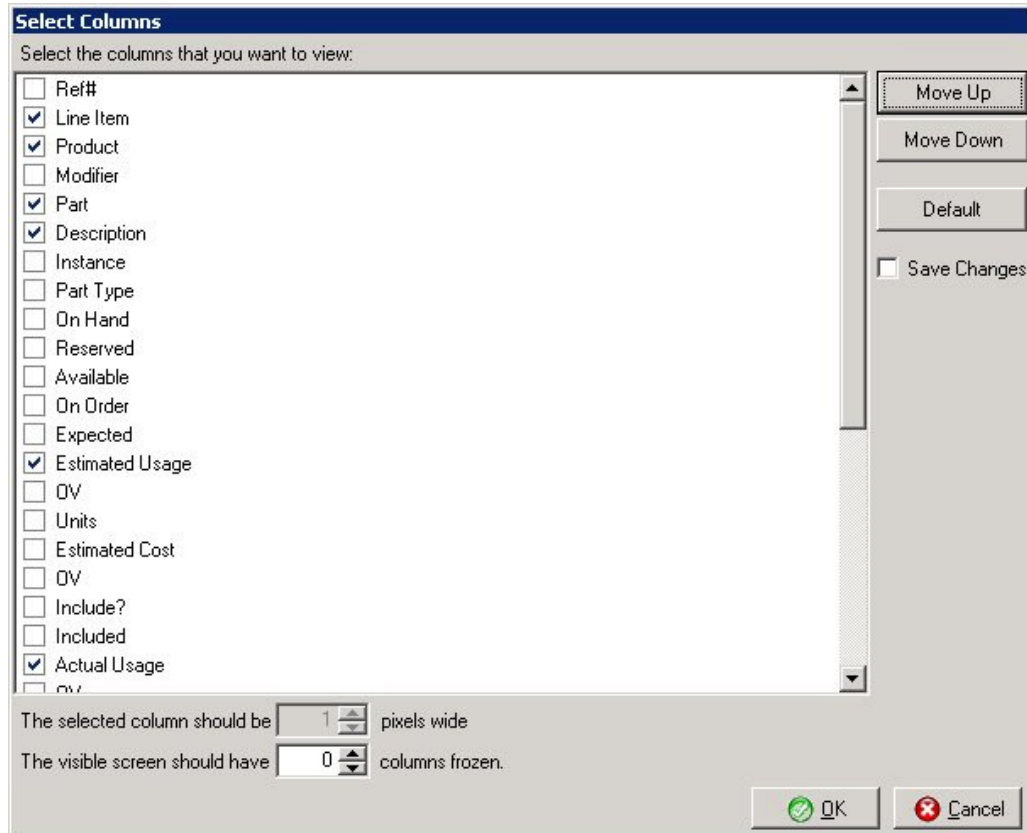 Select Columns
Select the columns that you want to view:
Ref#
Line Item
Product
Modifier
Part
Description
Instance
Part Type
On Hand
Reserved
Available
On Order
Expected
Estimated Usage
OV
Units
Estimated Cost
OV
Include?
Included
Actual Usage
OV
Move Up
Move Down
Default
Save Changes
The selected column should be 1 pixels wide
The visible screen should have 0 columns frozen.
OK Cancel